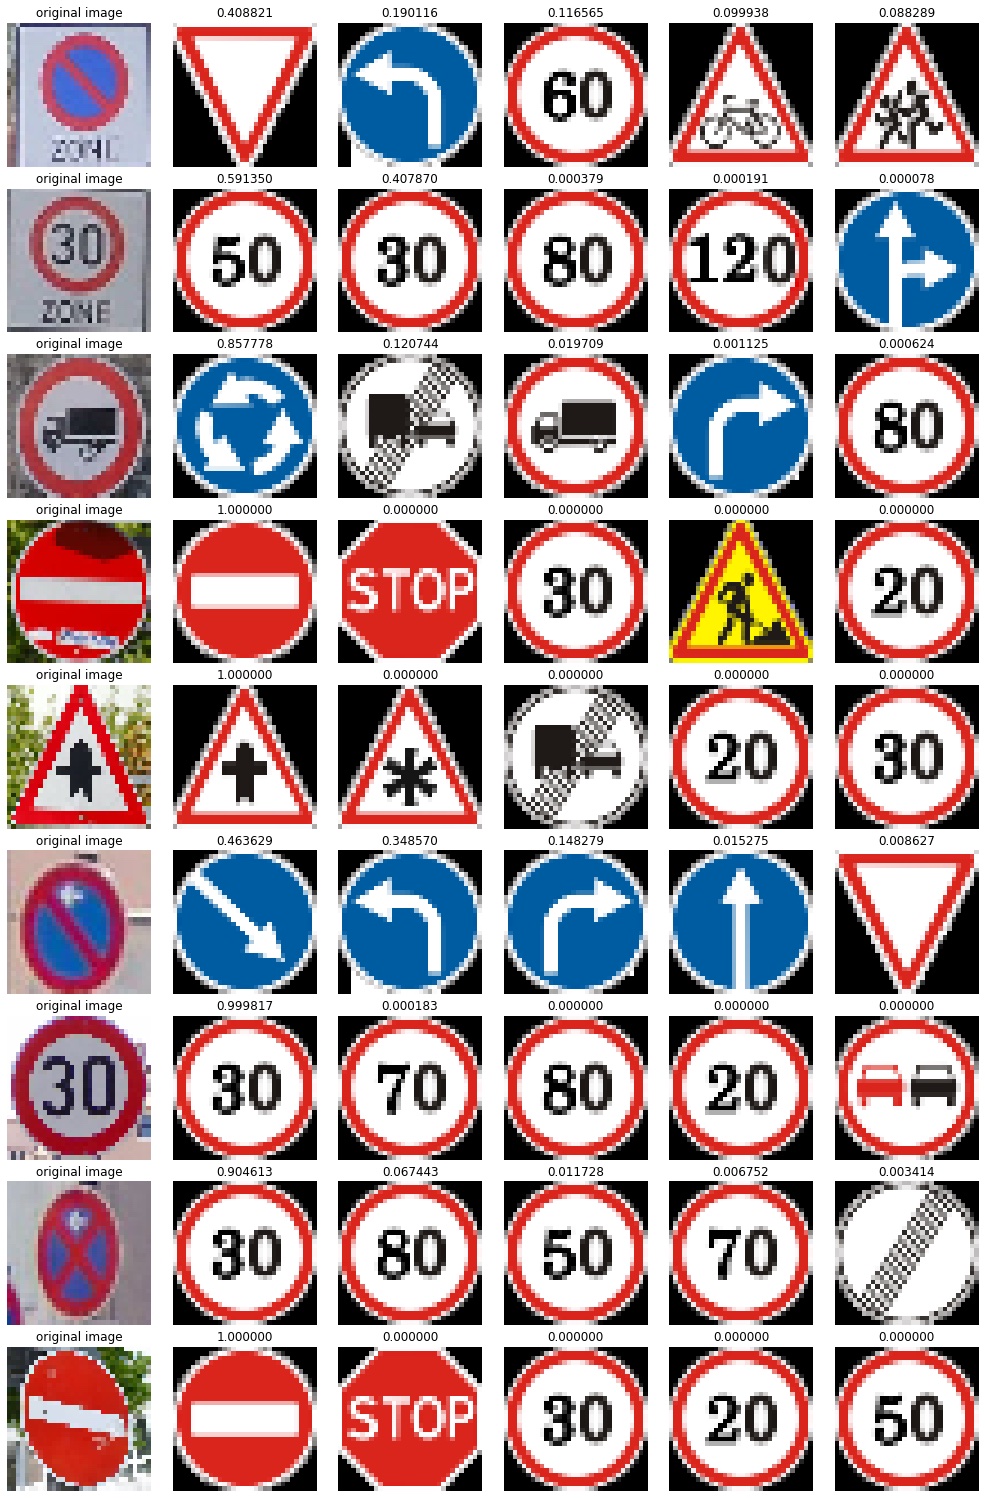 original image 0.408821 0.190116 0.116565 0.099938 0.088289
ZONE
60
original image 0.591350 0.407870 0.000379 0.000191 0.000078
30 50 30 80 120
ZONE
original image 0.857778 0.120744 0.019709 0.001125 0.000624
80
original image 1.000000 0.000000 0.000000 0.000000 0.000000
STOP 30 20
original image 1.000000 0.000000 0.000000 0.000000 0.000000
20 30
original image 0.463629 0.348570 0.148279 0.015275 0.008627
original image 0.999817 0.000183 0.000000 0.000000 0.000000
30 30 70 80 20
original image 0.904613 0.067443 0.011728 0.006752 0.003414
30 80 50 70
original image 1.000000 0.000000 0.000000 0.000000 0.000000
STOP 30 20 50